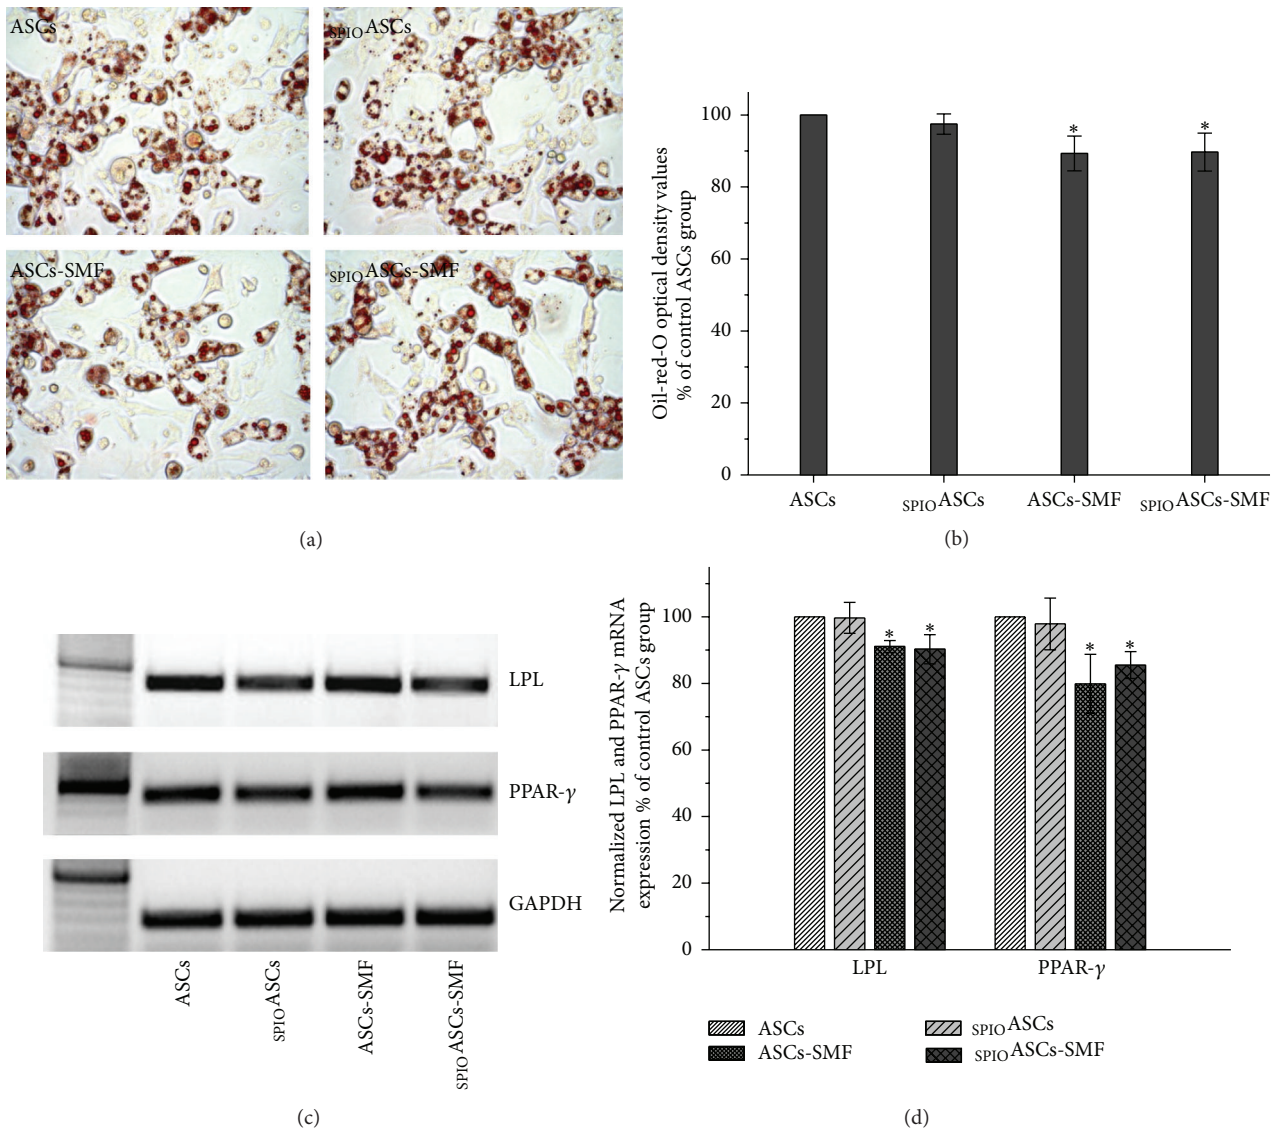 ASCs
SPIOASCs
ASCs-SMF
SPIOASCs-SMF
(a)
Oil-red-O optical density values
% of control ASCs group
100
80
60
40
20
0
*
*
ASCs
SPIOASCs
ASCs-SMF
SPIOASCs-SMF
(b)
LPL
PPAR-γ
GAPDH
ASCs
SPIOASCs
ASCs-SMF
SPIOASCs-SMF
(c)
Normalized LPL and PPAR-γ mRNA
expression % of control ASCs group
100
80
60
40
20
0
*
*
*
*
LPL
PPAR-γ
ASCs
SPIOASCs
ASCs-SMF
SPIOASCs-SMF
(d)